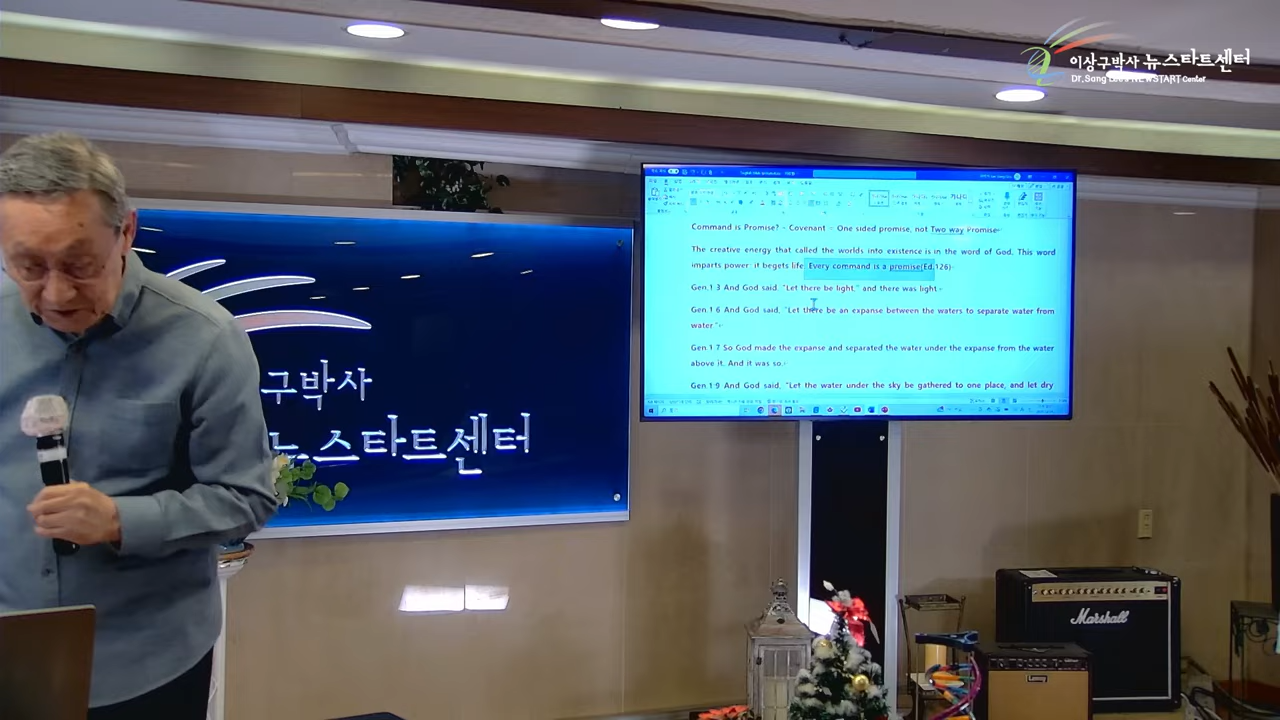 이상구박사 뉴스타트센터
Dr.Sang Lee's NEWSTART Center
구박사
뉴스타트센터
Command is Promise? - Covenant - One sided promise, not Two way Promise
The creative energy that called the worlds into existence is in the word of God. This word
imparts power; it begets life. Every command is a promise(Ed.126)
Gen.1:3 And God said, "Let there be light," and there was light.
Gen.1:6 And God said, "Let there be an expanse between the waters to separate water from
water."
Gen.1:7 So God made the expanse and separated the water under the expanse from the water
above it. And it was so.
Gen.1:9 And God said, "Let the water under the sky be gathered to one place, and let dry
Marshall
Laney